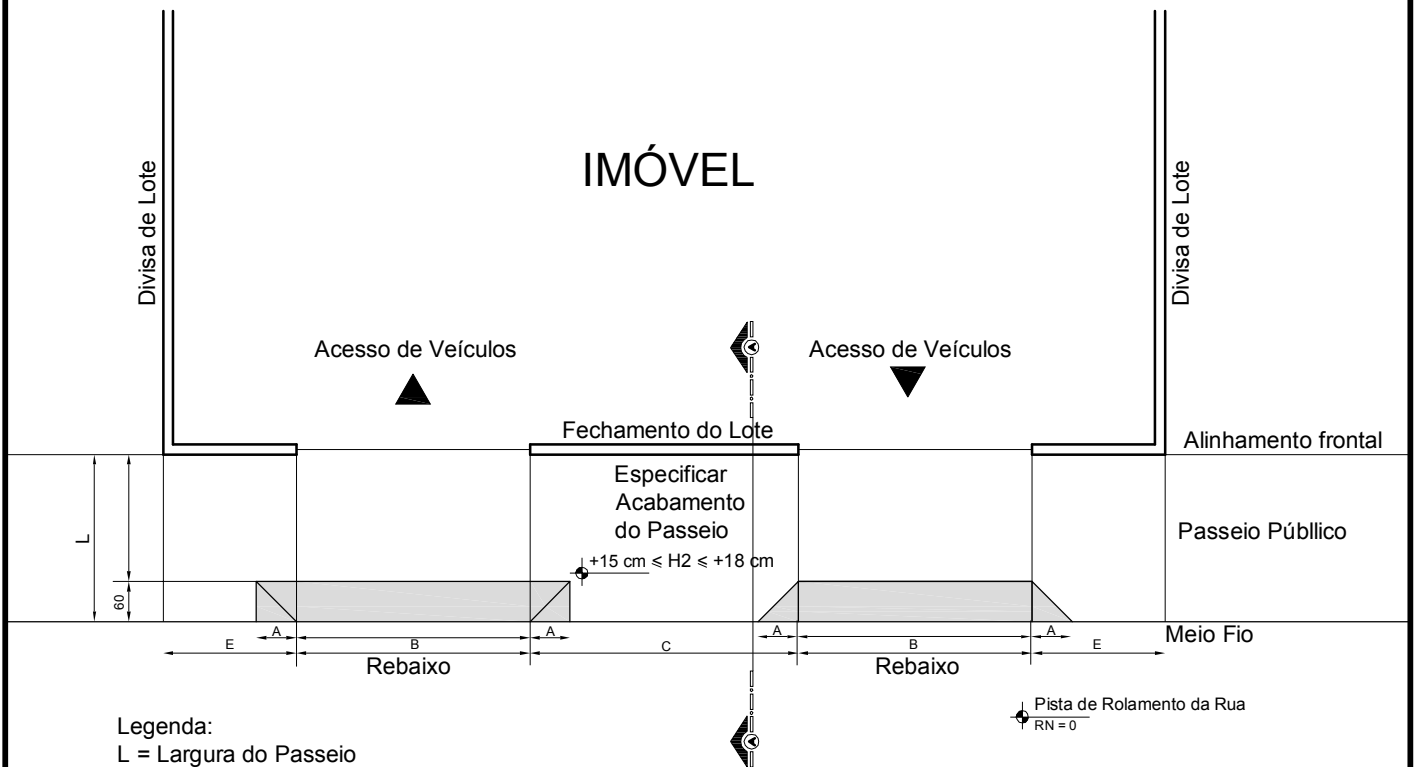 IMÓVEL
Divisa de Lote
Divisa de Lote
Acesso de Veículos
A
Acesso de Veículos
Fechamento do Lote
Alinhamento frontal
Especificar
Acabamento
do Passeio
Passeio Públlico
+15 cm ≤ H2 ≤ +18 cm
L
60
A
A
A
A
E
B
C
B
E
Meio Fio
Rebaixo
Rebaixo
Pista de Rolamento da Rua
RN = 0
A
Legenda:
L = Largura do Passeio